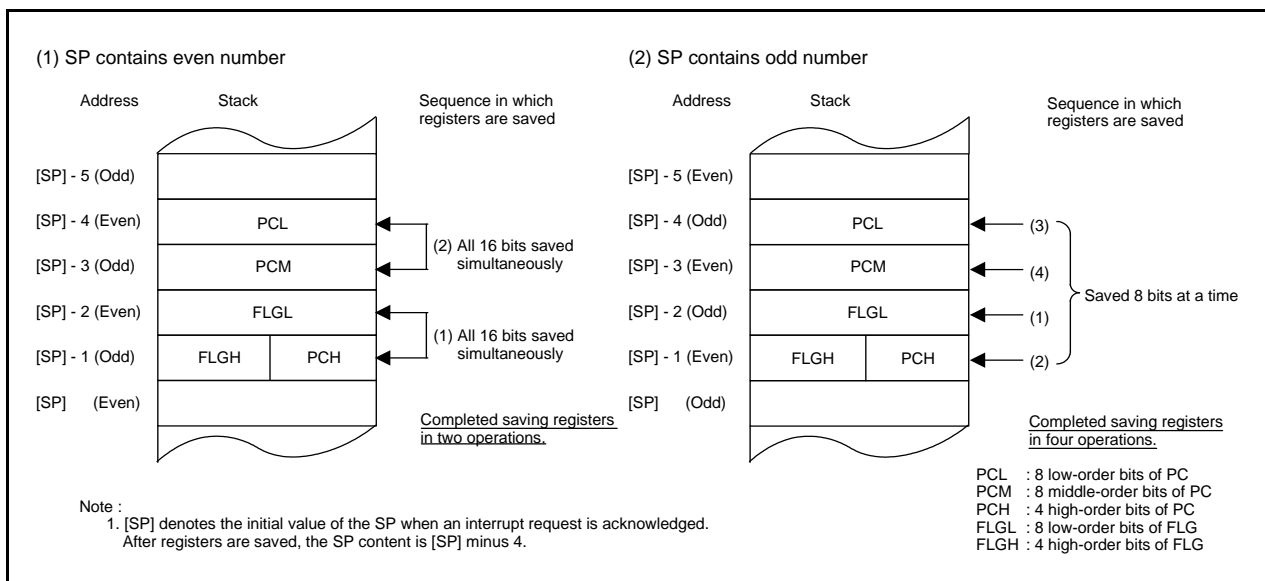 (1) SP contains even number
Address Stack Sequence in which
registers are saved
[SP] - 5 (Odd)
[SP] - 4 (Even) PCL
(2) All 16 bits saved
simultaneously
[SP] - 3 (Odd) PCM
[SP] - 2 (Even) FLGL
(1) All 16 bits saved
simultaneously
[SP] - 1 (Odd) FLGH PCH
[SP] (Even)
Completed saving registers
in two operations.
(2) SP contains odd number
Address Stack Sequence in which
registers are saved
[SP] - 5 (Even)
[SP] - 4 (Odd) PCL (3)
[SP] - 3 (Even) PCM (4)
Saved 8 bits at a time
[SP] - 2 (Odd) FLGL (1)
[SP] - 1 (Even) FLGH PCH (2)
[SP] (Odd)
Completed saving registers
in four operations.
PCL : 8 low-order bits of PC
PCM : 8 middle-order bits of PC
PCH : 4 high-order bits of PC
FLGL : 8 low-order bits of FLG
FLGH : 4 high-order bits of FLG
Note :
1. [SP] denotes the initial value of the SP when an interrupt request is acknowledged.
After registers are saved, the SP content is [SP] minus 4.